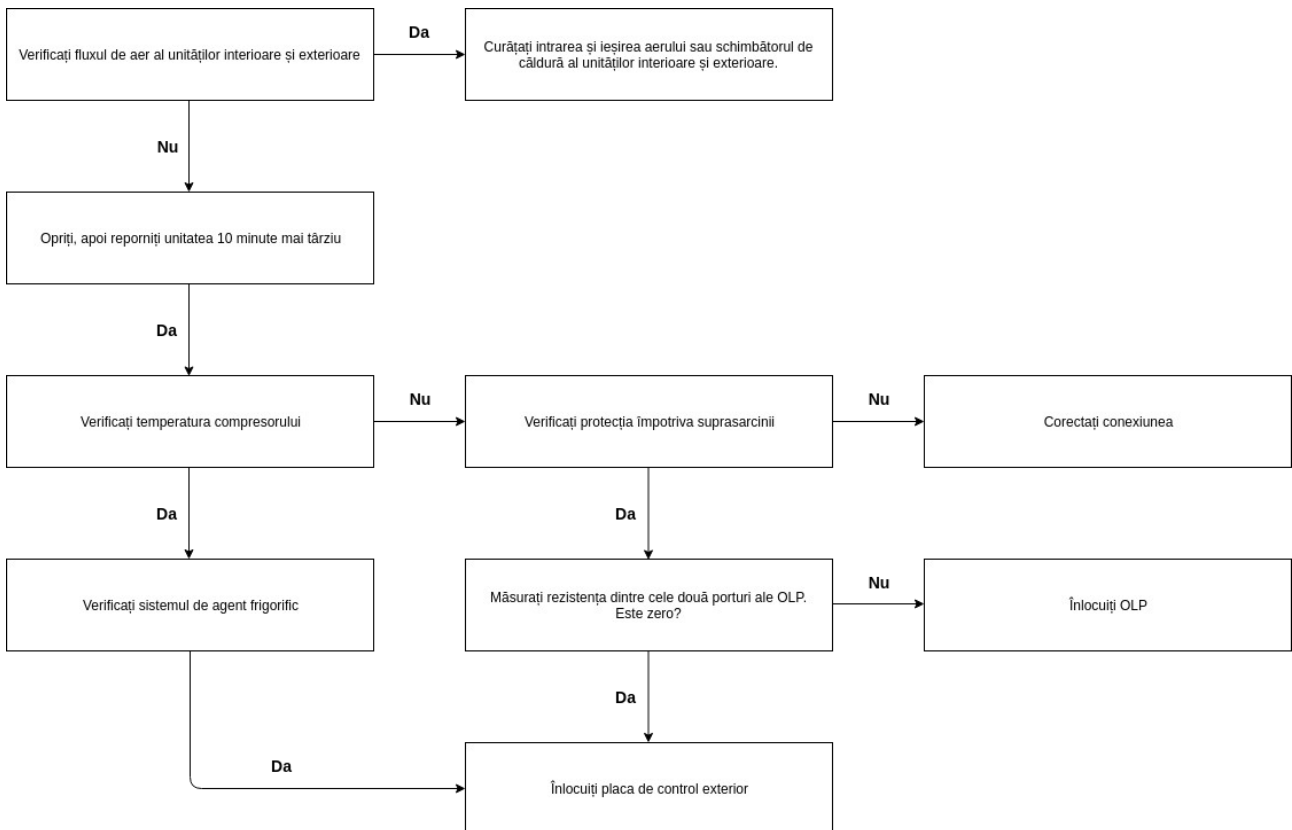 Verificați fluxul de aer al unităților interioare și exterioare
Da
Curățați intrarea și ieșirea aerului sau schimbătorul de
căldură al unităților interioare și exterioare.
Nu
Opriți, apoi reporniți unitatea 10 minute mai târziu
Da
Verificați temperatura compresorului
Nu
Verificați protecția împotriva suprasarcinii
Nu
Corectați conexiunea
Da
Da
Verificați sistemul de agent frigorific
Măsurați rezistența dintre cele două porturi ale OLP.
Este zero?
Nu
Înlocuiți OLP
Da
Da
Înlocuiți placa de control exterior